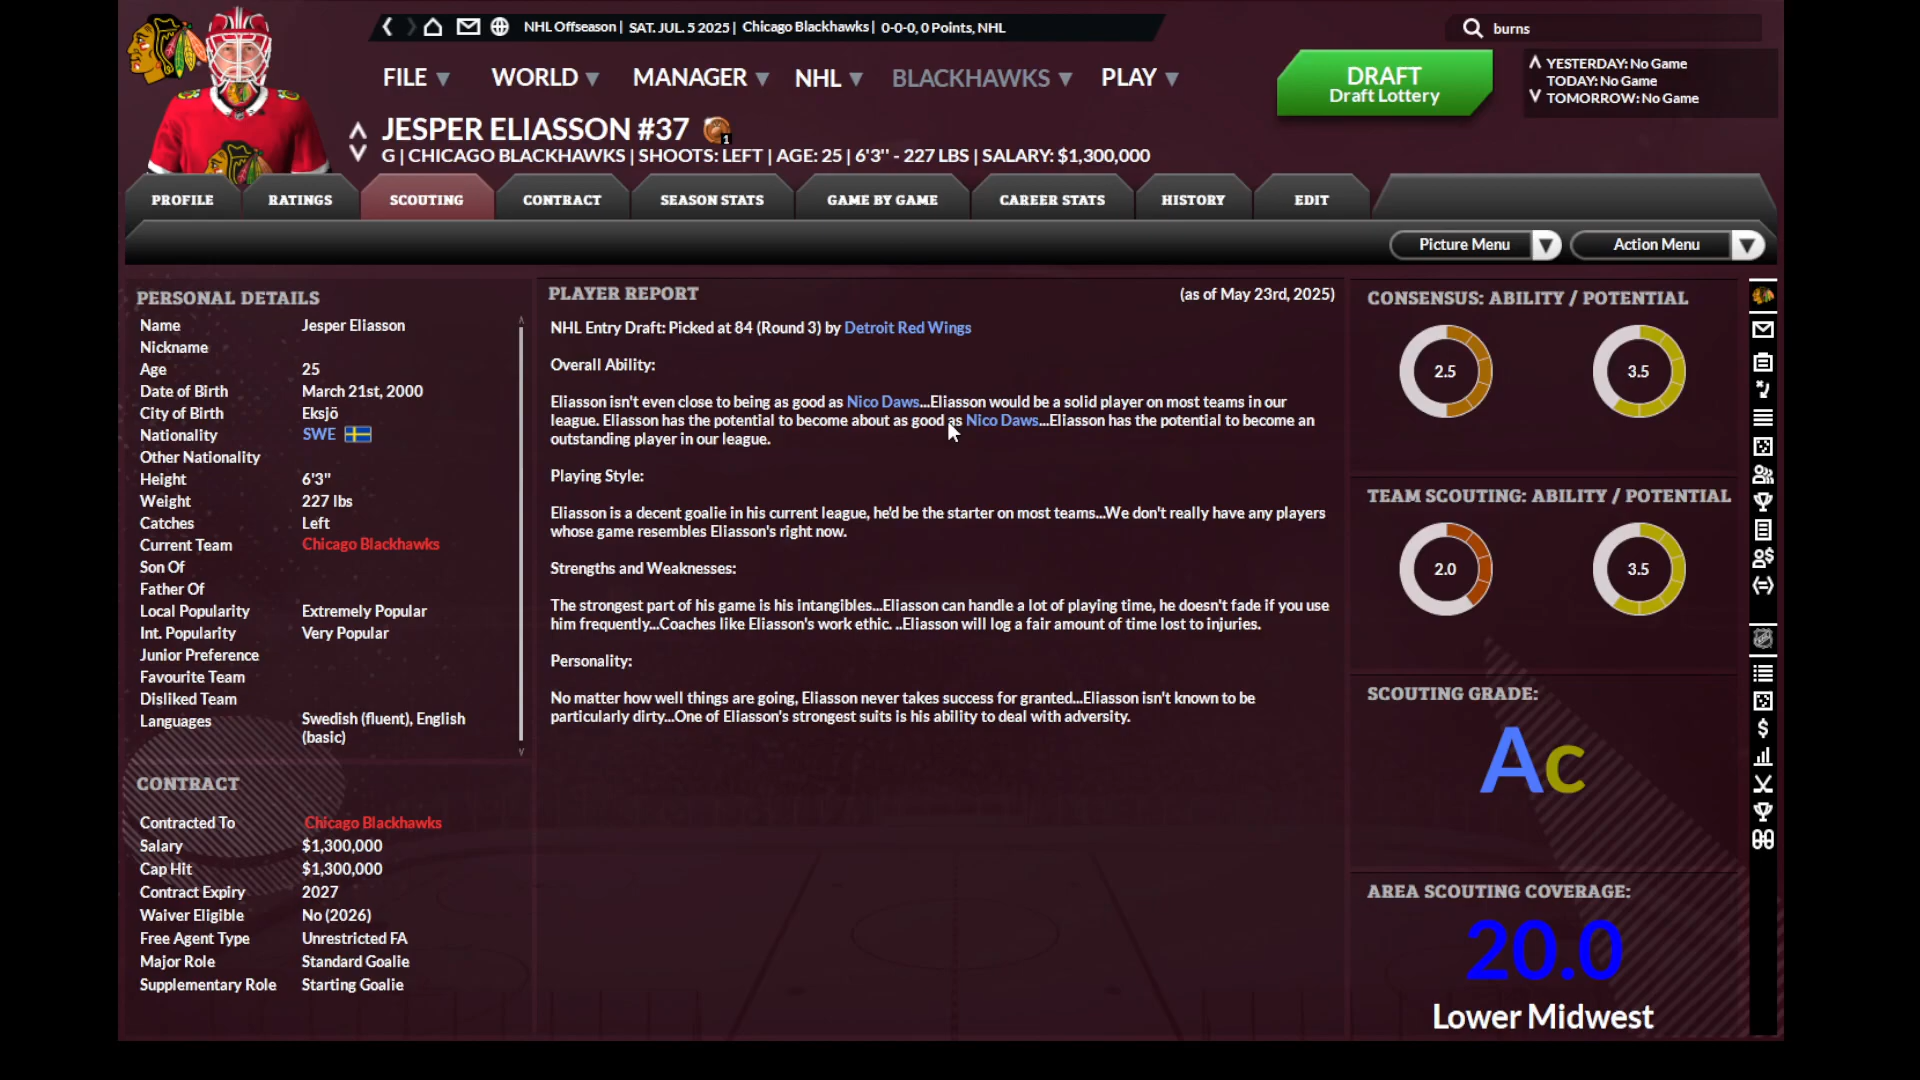 NHL Offseason | SAT. JUL. 5 2025 | Chicago Blackhawks | 0-0-0, 0 Points, NHL
burns
FILE WORLD MANAGER NHL BLACKHAWKS PLAY
DRAFT
Draft Lottery
YESTERDAY: No Game
TODAY: No Game
TOMORROW: No Game
JESPER ELIASSON #37
1
G | CHICAGO BLACKHAWKS | SHOOTS: LEFT | AGE: 25 | 6'3" - 227 LBS | SALARY: $1,300,000
PROFILE RATINGS SCOUTING CONTRACT SEASON STATS GAME BY GAME CAREER STATS HISTORY EDIT
Picture Menu Action Menu
PERSONAL DETAILS
Name Jesper Eliasson
Nickname
Age 25
Date of Birth March 21st, 2000
City of Birth Eksjö
Nationality SWE
Other Nationality
Height 6'3"
Weight 227 lbs
Catches Left
Current Team Chicago Blackhawks
Son Of
Father Of
Local Popularity Extremely Popular
Int. Popularity Very Popular
Junior Preference
Favourite Team
Disliked Team
Languages Swedish (fluent), English
(basic)
CONTRACT
Contracted To Chicago Blackhawks
Salary $1,300,000
Cap Hit $1,300,000
Contract Expiry 2027
Waiver Eligible No (2026)
Free Agent Type Unrestricted FA
Major Role Standard Goalie
Supplementary Role Starting Goalie
PLAYER REPORT (as of May 23rd, 2025)
NHL Entry Draft: Picked at 84 (Round 3) by Detroit Red Wings
Overall Ability:
Eliasson isn't even close to being as good as Nico Daws...Eliasson would be a solid player on most teams in our
league. Eliasson has the potential to become about as good as Nico Daws...Eliasson has the potential to become an
outstanding player in our league.
Playing Style:
Eliasson is a decent goalie in his current league, he'd be the starter on most teams...We don't really have any players
whose game resembles Eliasson's right now.
Strengths and Weaknesses:
The strongest part of his game is his intangibles...Eliasson can handle a lot of playing time, he doesn't fade if you use
him frequently...Coaches like Eliasson's work ethic. ..Eliasson will log a fair amount of time lost to injuries.
Personality:
No matter how well things are going, Eliasson never takes success for granted...Eliasson isn't known to be
particularly dirty...One of Eliasson's strongest suits is his ability to deal with adversity.
CONSENSUS: ABILITY / POTENTIAL
2.5 3.5
TEAM SCOUTING: ABILITY / POTENTIAL
2.0 3.5
SCOUTING GRADE:
Ac
AREA SCOUTING COVERAGE:
20.0
Lower Midwest